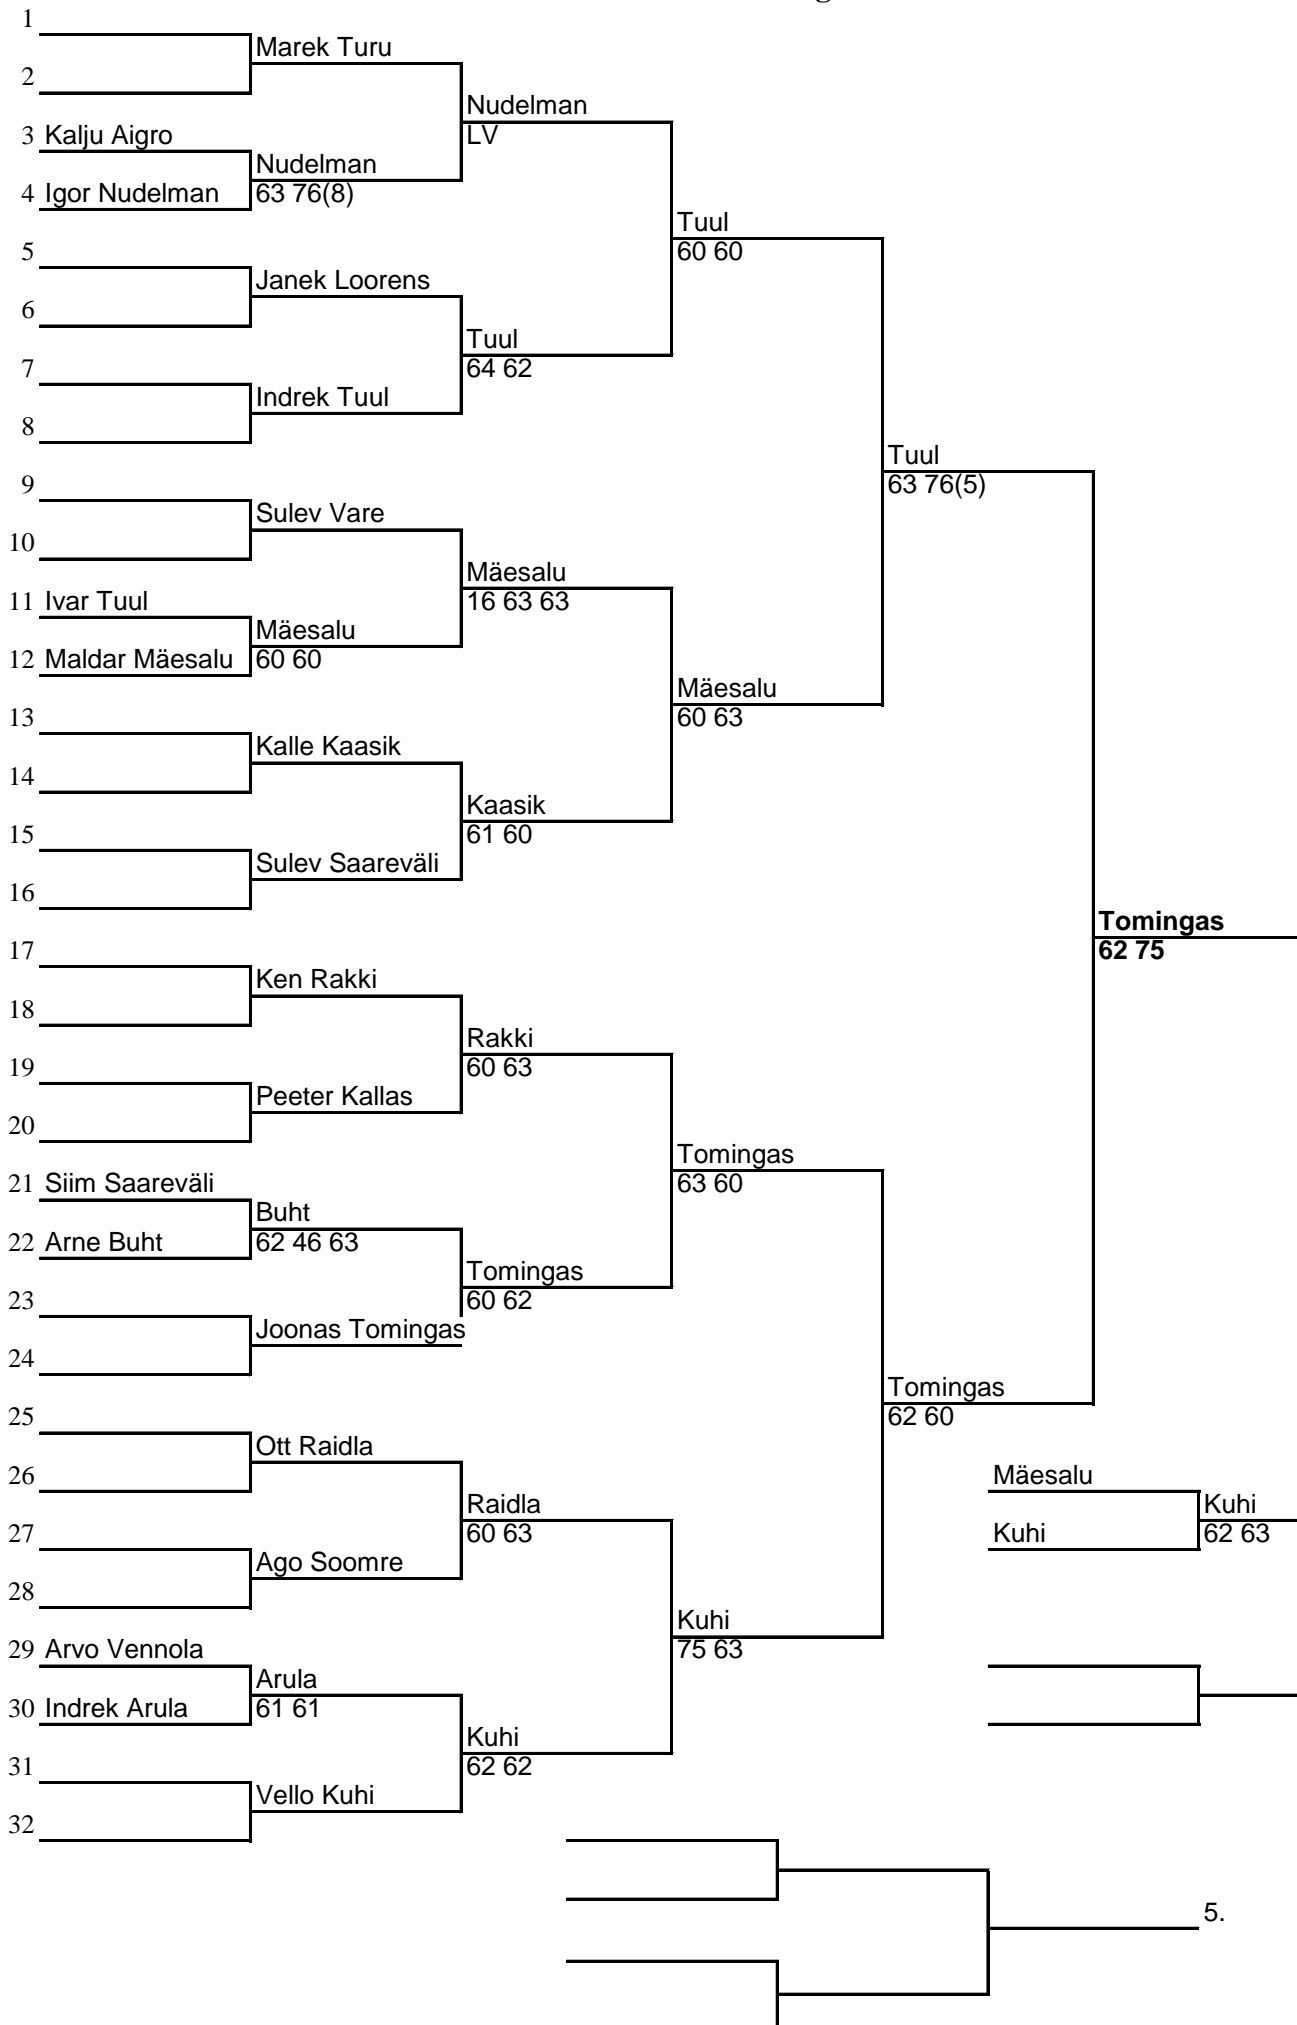 g
1
Marek Turu
2
Nudelman
LV
3 Kalju Aigro
Nudelman
63 76(8)
4 Igor Nudelman
Tuul
60 60
5
Janek Loorens
6
Tuul
64 62
7
Indrek Tuul
8
Tuul
63 76(5)
9
Sulev Vare
10
Mäesalu
16 63 63
11 Ivar Tuul
Mäesalu
60 60
12 Maldar Mäesalu
Mäesalu
60 63
13
Kalle Kaasik
14
Kaasik
61 60
15
Sulev Saareväli
16
Tomingas
62 75
17
Ken Rakki
18
Rakki
60 63
19
Peeter Kallas
20
Tomingas
63 60
21 Siim Saareväli
Buht
62 46 63
22 Arne Buht
Tomingas
60 62
23
Joonas Tomingas
24
Tomingas
62 60
25
Ott Raidla
26
Mäesalu
Raidla
60 63
Kuhi
62 63
27
Kuhi
Ago Soomre
28
Kuhi
75 63
29 Arvo Vennola
Arula
61 61
30 Indrek Arula
Kuhi
62 62
31
Vello Kuhi
32
5.